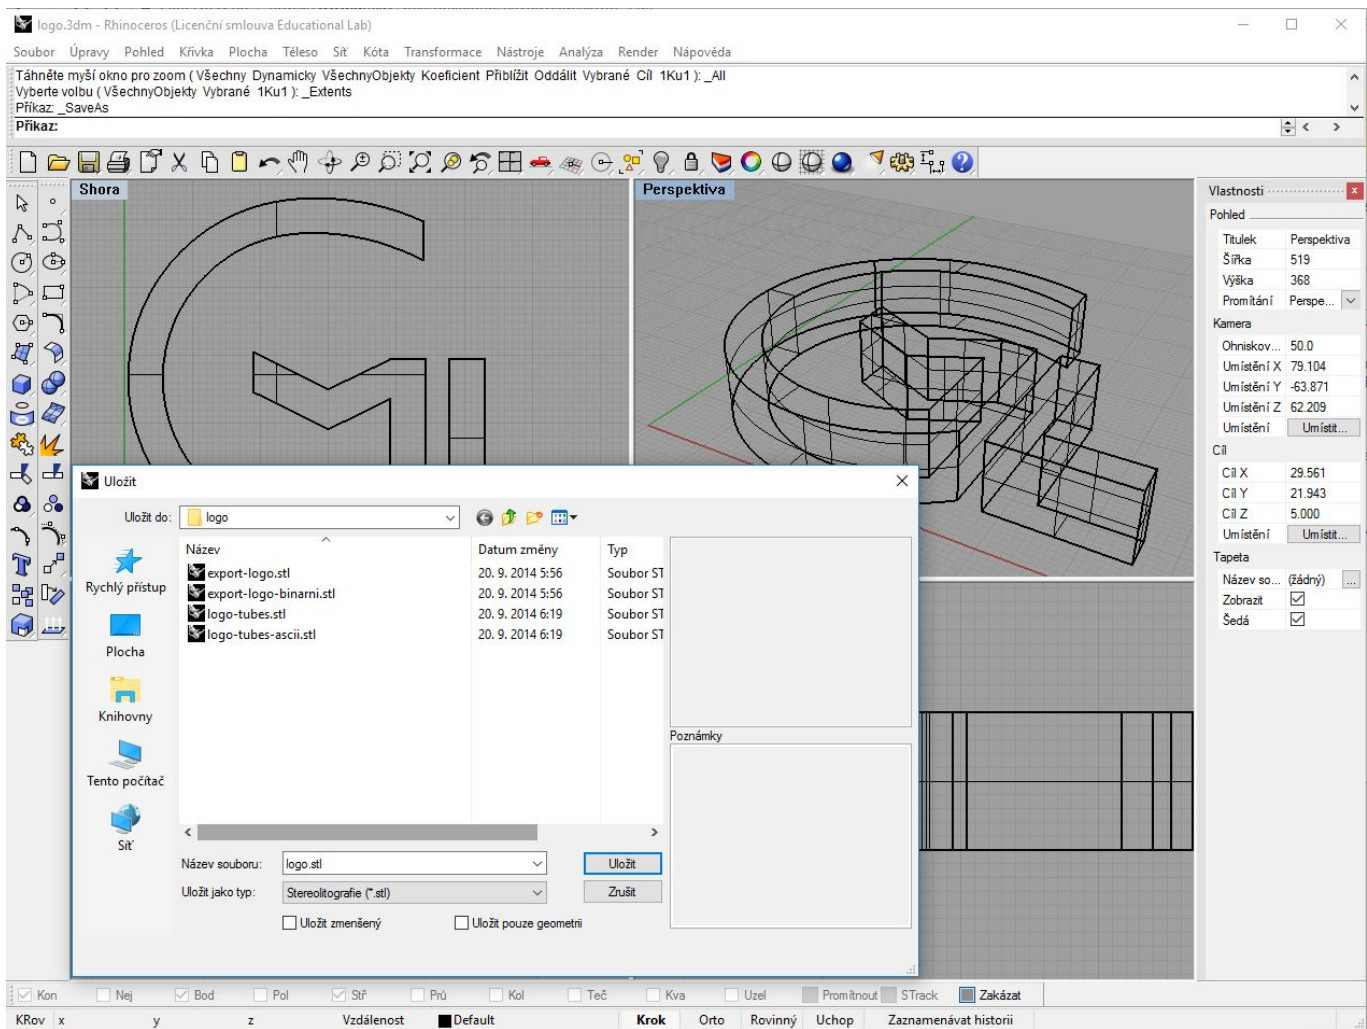 logo.3dm - Rhinoceros (Licenční smlouva Educational Lab)
Soubor Úpravy Pohled Křivka Plocha Těleso Síť Kóta Transformace Nástroje Analýza Render Nápověda
Táhněte myší okno pro zoom ( Všechny Dynamicky VšechnyObjekty Koeficient Přiblížit Oddálit Vybrané Cíl 1Ku1 ): _All
Vyberte volbu ( VšechnyObjekty Vybrané 1Ku1 ): _Extents
Příkaz: _SaveAs
Příkaz:
Shora
Perspektiva
Vlastnosti
Pohled
Titulek Perspektiva
Šířka 519
Výška 368
Promítání Perspe...
Kamera
Ohniskov... 50.0
Umístění X 79.104
Umístění Y -63.871
Umístění Z 62.209
Umístění Umístit...
Cíl
Cíl X 29.561
Cíl Y 21.943
Cíl Z 5.000
Umístění Umístit...
Tapeta
Název so... (žádný) ...
Zobrazit
Šedá
Uložit
Uložit do: logo
Název Datum změny Typ
export-logo.stl 20. 9. 2014 5:56 Soubor ST
export-logo-binarni.stl 20. 9. 2014 5:56 Soubor ST
logo-tubes.stl 20. 9. 2014 6:19 Soubor ST
logo-tubes-ascii.stl 20. 9. 2014 6:19 Soubor ST
Rychlý přístup
Plocha
Knihovny
Tento počítač
Síť
Poznámky
Název souboru: logo.stl Uložit
Uložit jako typ: Stereolitografie (*.stl) Zrušit
Uložit zmenšený Uložit pouze geometrii
Kon Nej Bod Pol Stř Prů Kol Teč Kva Uzel Promítnout STrack Zakázat
KRov x y z Vzdálenost Default Krok Orto Rovinný Uchop Zaznamenávat historii